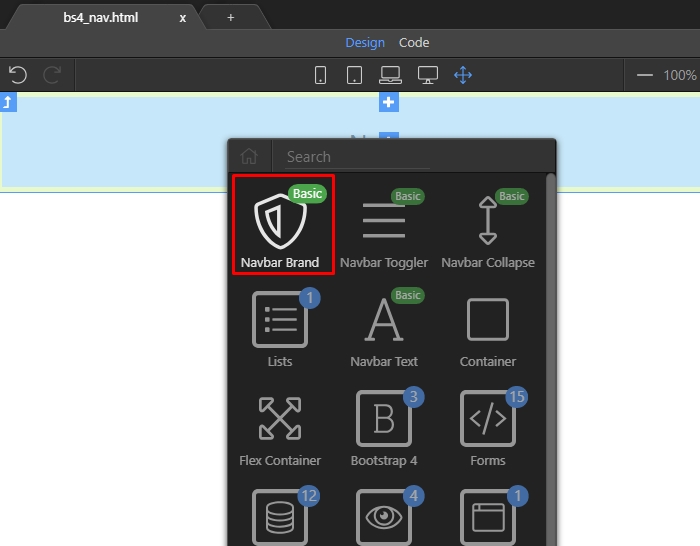 bs4_nav.html x +
Design Code
100%
Search
Basic Basic Basic
Navbar Brand Navbar Toggler Navbar Collapse
1 Basic
Lists Navbar Text Container
3 15
Flex Container Bootstrap 4 Forms
12 4 1